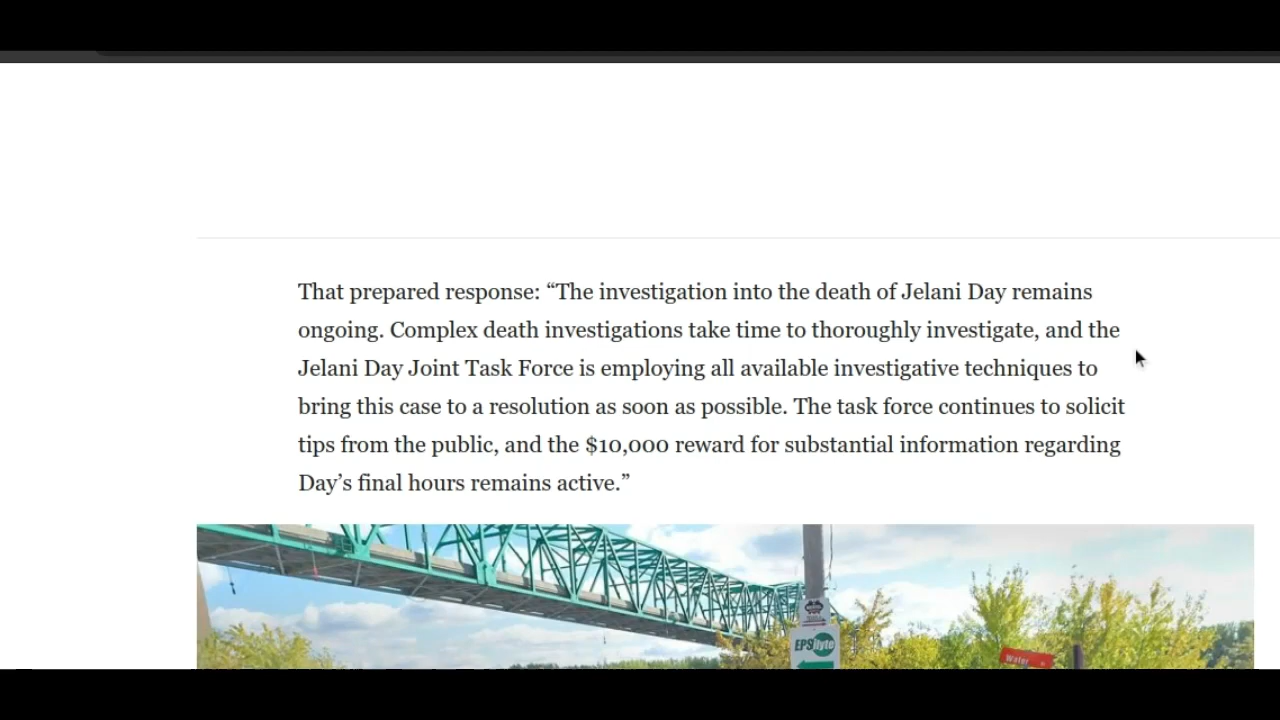 That prepared response: “The investigation into the death of Jelani Day remains
ongoing. Complex death investigations take time to thoroughly investigate, and the
Jelani Day Joint Task Force is employing all available investigative techniques to
bring this case to a resolution as soon as possible. The task force continues to solicit
tips from the public, and the $10,000 reward for substantial information regarding
Day’s final hours remains active.”
EPSilyte
Water